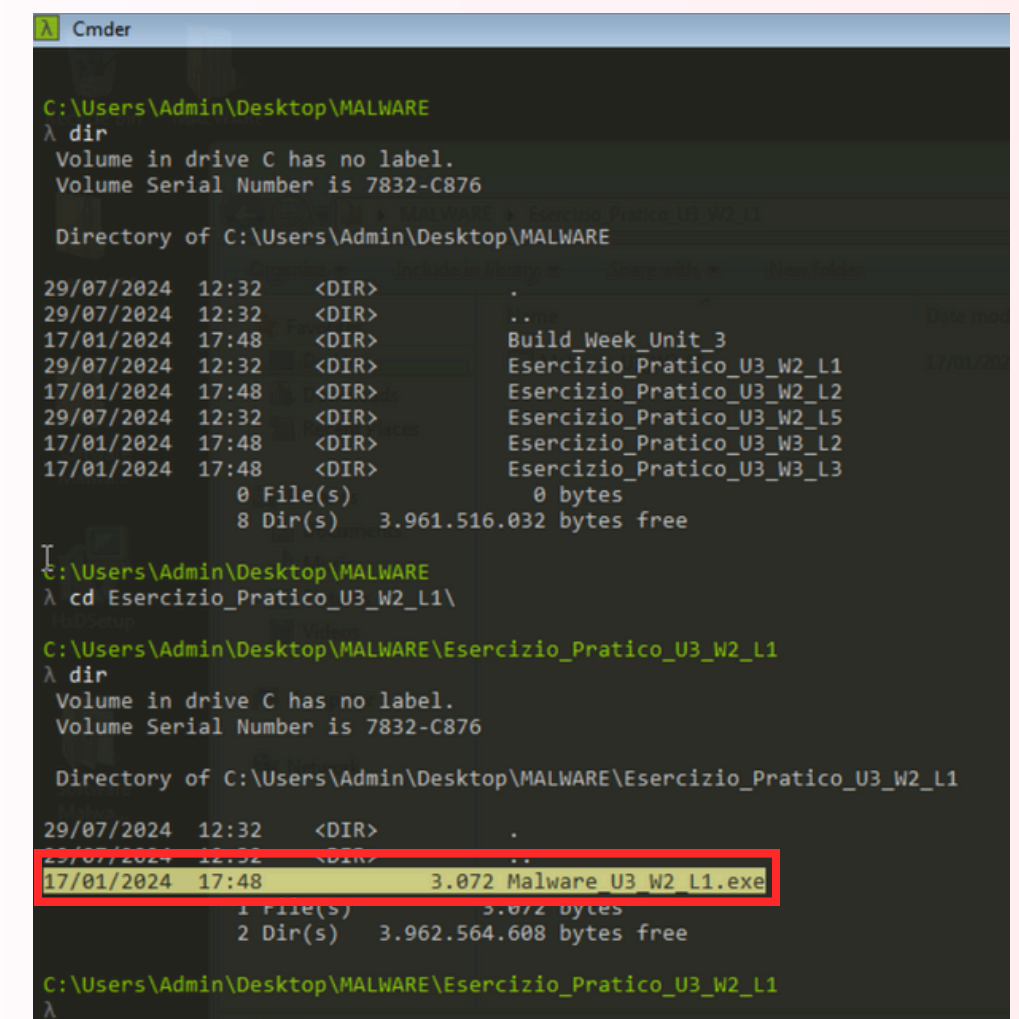 Cmder
C:\Users\Admin\Desktop\MALWARE
λ dir
Volume in drive C has no label.
Volume Serial Number is 7832-C876
Directory of C:\Users\Admin\Desktop\MALWARE
29/07/2024 12:32 <DIR> .
29/07/2024 12:32 <DIR> ..
17/01/2024 17:48 <DIR> Build_Week_Unit_3
29/07/2024 12:32 <DIR> Esercizio_Pratico_U3_W2_L1
17/01/2024 17:48 <DIR> Esercizio_Pratico_U3_W2_L2
29/07/2024 12:32 <DIR> Esercizio_Pratico_U3_W2_L5
17/01/2024 17:48 <DIR> Esercizio_Pratico_U3_W3_L2
17/01/2024 17:48 <DIR> Esercizio_Pratico_U3_W3_L3
0 File(s) 0 bytes
8 Dir(s) 3.961.516.032 bytes free
C:\Users\Admin\Desktop\MALWARE
λ cd Esercizio_Pratico_U3_W2_L1\
C:\Users\Admin\Desktop\MALWARE\Esercizio_Pratico_U3_W2_L1
λ dir
Volume in drive C has no label.
Volume Serial Number is 7832-C876
Directory of C:\Users\Admin\Desktop\MALWARE\Esercizio_Pratico_U3_W2_L1
29/07/2024 12:32 <DIR> .
29/07/2024 12:32 <DIR> ..
17/01/2024 17:48 3.072 Malware_U3_W2_L1.exe
1 File(s) 3.072 bytes
2 Dir(s) 3.962.564.608 bytes free
C:\Users\Admin\Desktop\MALWARE\Esercizio_Pratico_U3_W2_L1
λ